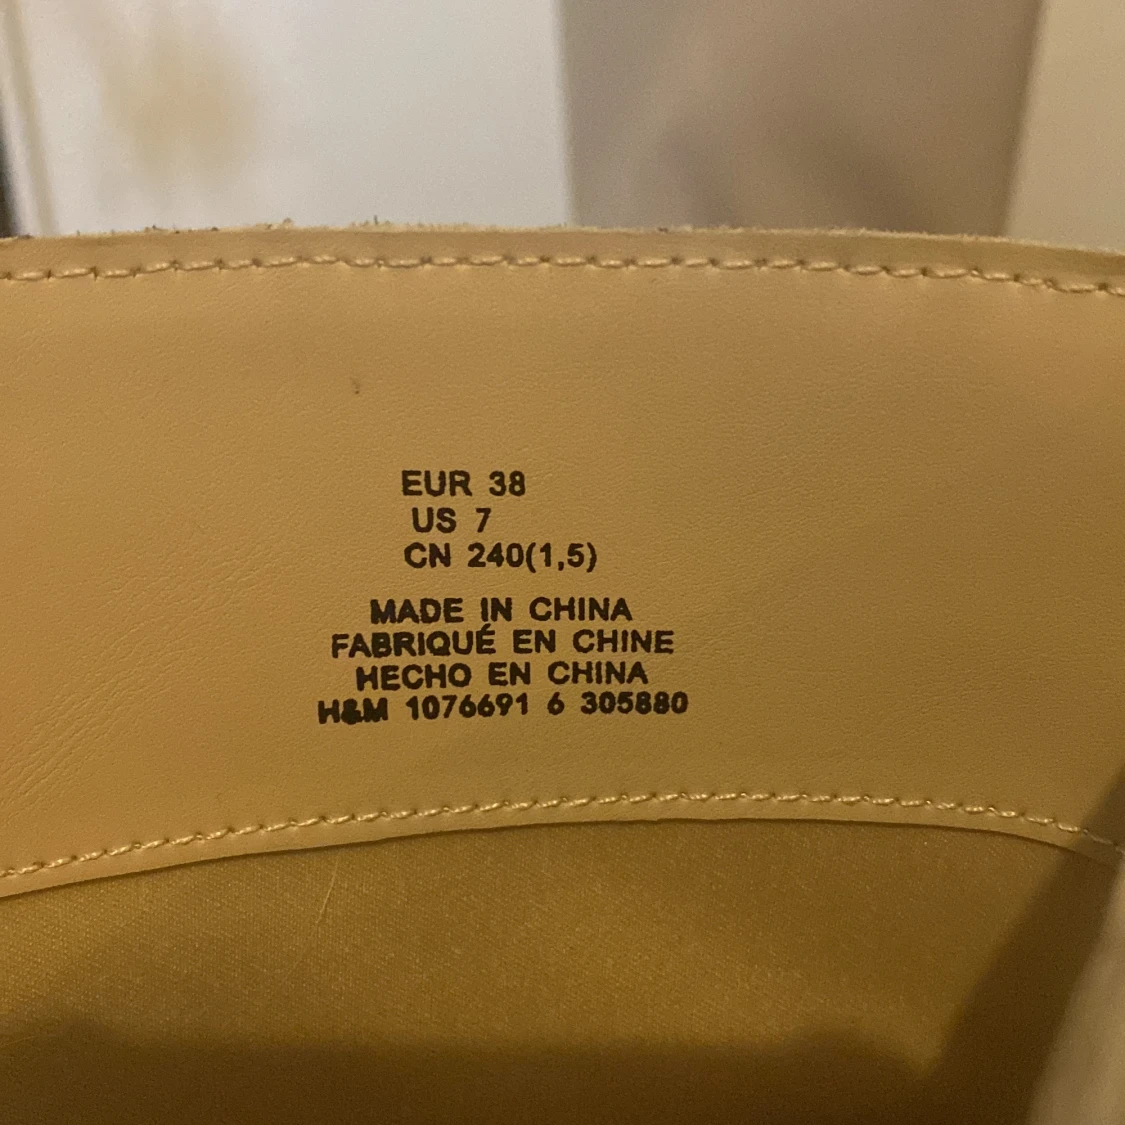 EUR 38
US 7
CN 240(1,5)
MADE IN CHINA
FABRIQUÉ EN CHINE
HECHO EN CHINA
H&M 1076691 6 305880